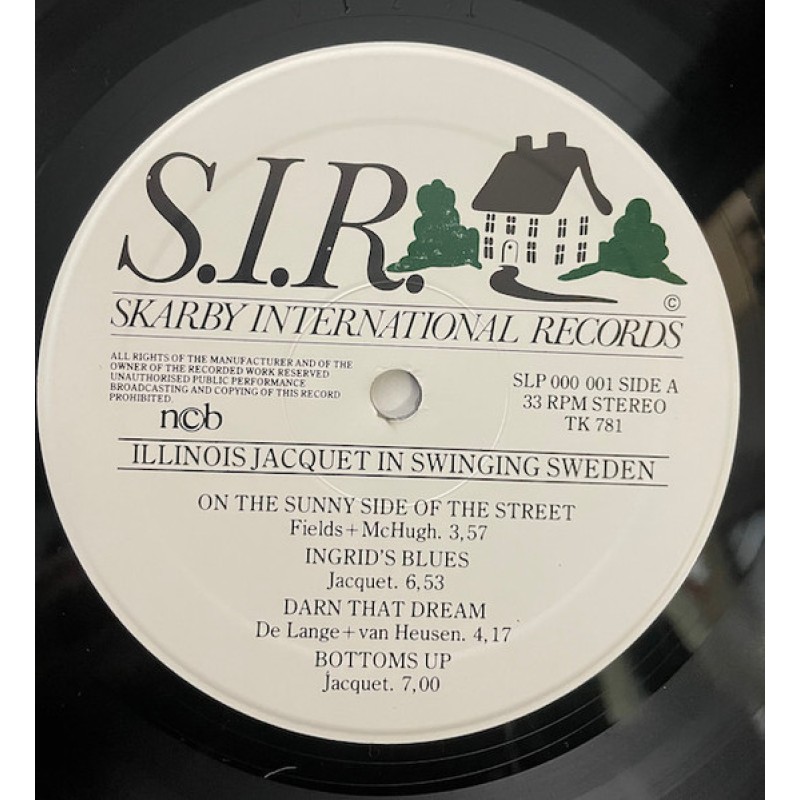 S.I.R.
©
SKARBY INTERNATIONAL RECORDS
ALL RIGHTS OF THE MANUFACTURER AND OF THE
OWNER OF THE RECORDED WORK RESERVED
UNAUTHORISED PUBLIC PERFORMANCE
BROADCASTING AND COPYING OF THIS RECORD
PROHIBITED.
ncb
SLP 000 001 SIDE A
33 RPM STEREO
TK 781
ILLINOIS JACQUET IN SWINGING SWEDEN
ON THE SUNNY SIDE OF THE STREET
Fields+McHugh. 3,57
INGRID'S BLUES
Jacquet. 6,53
DARN THAT DREAM
De Lange+van Heusen. 4,17
BOTTOMS UP
Jacquet. 7,00